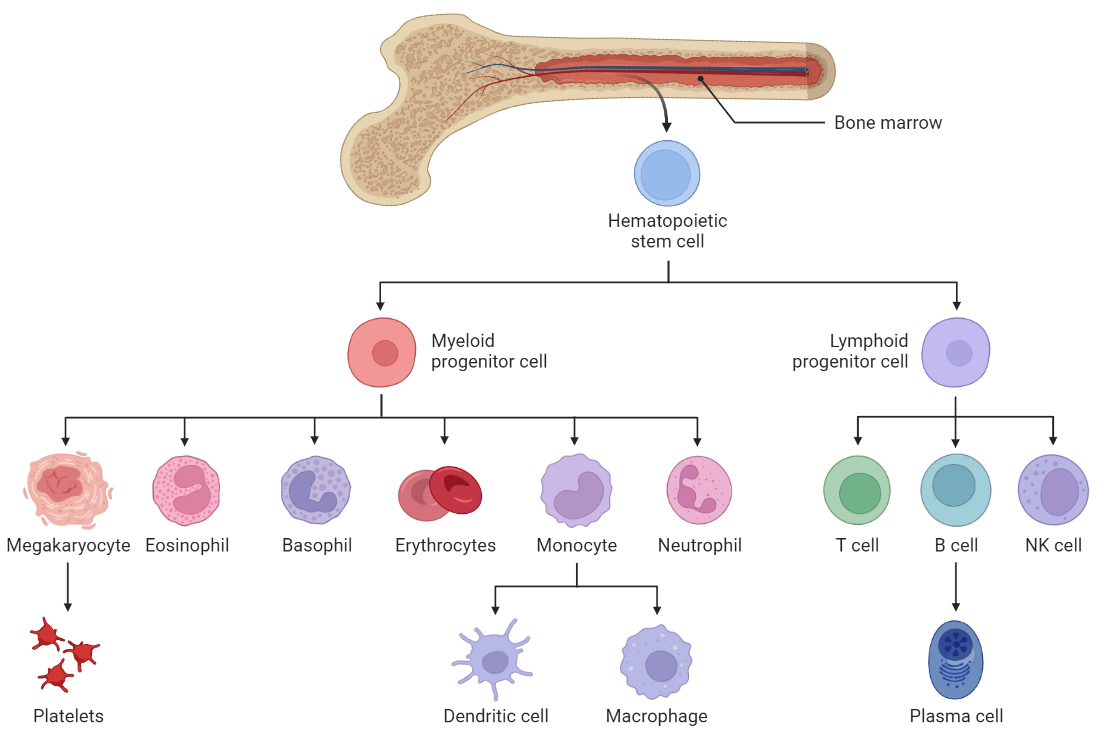 Bone marrow
Hematopoietic
stem cell
Myeloid
progenitor cell
Lymphoid
progenitor cell
Megakaryocyte
Eosinophil
Basophil
Erythrocytes
Monocyte
Neutrophil
T cell
B cell
NK cell
Platelets
Dendritic cell
Macrophage
Plasma cell